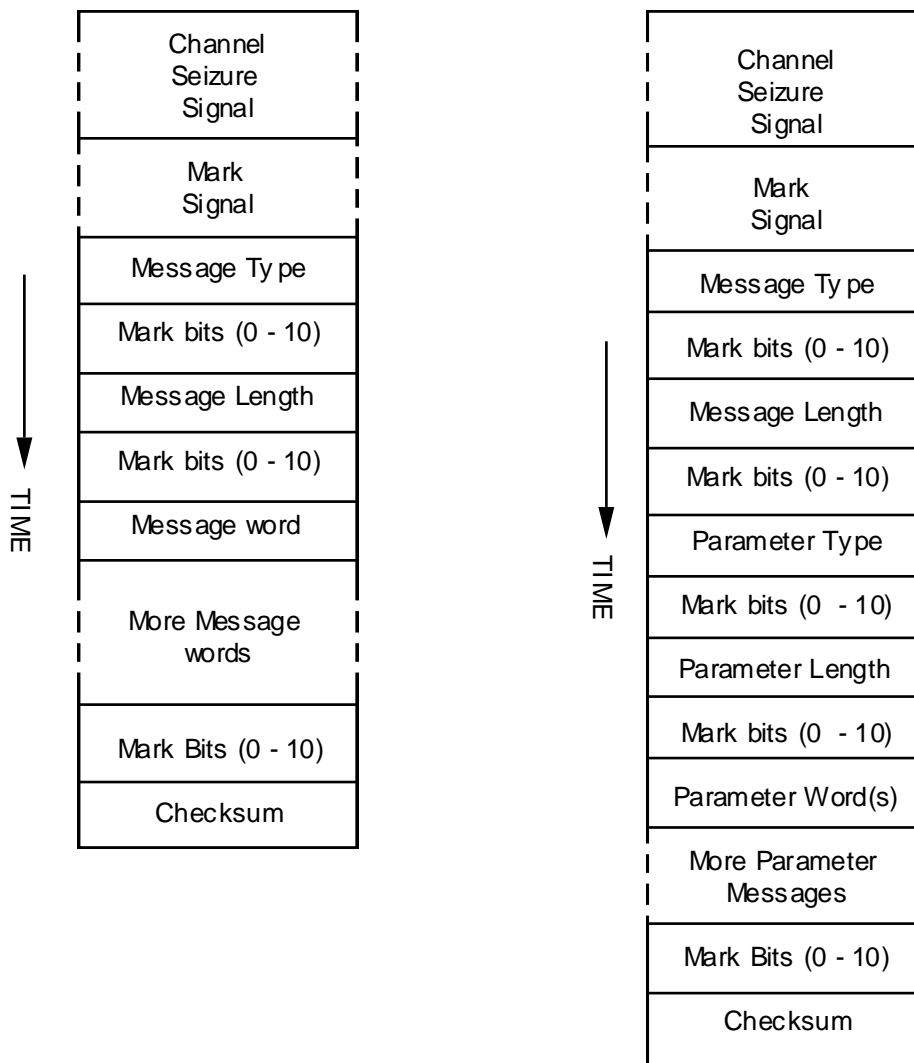 Channel
Seizure
Signal
Mark
Signal
Message Type
Mark bits (0 - 10)
Message Length
Mark bits (0 - 10)
Message word
More Message
words
Mark Bits (0 - 10)
Checksum
TIME
Channel
Seizure
Signal
Mark
Signal
Message Type
Mark bits (0 - 10)
Message Length
Mark bits (0 - 10)
Parameter Type
Mark bits (0 - 10)
Parameter Length
Mark bits (0 - 10)
Parameter Word(s)
More Parameter
Messages
Mark Bits (0 - 10)
Checksum
TIME